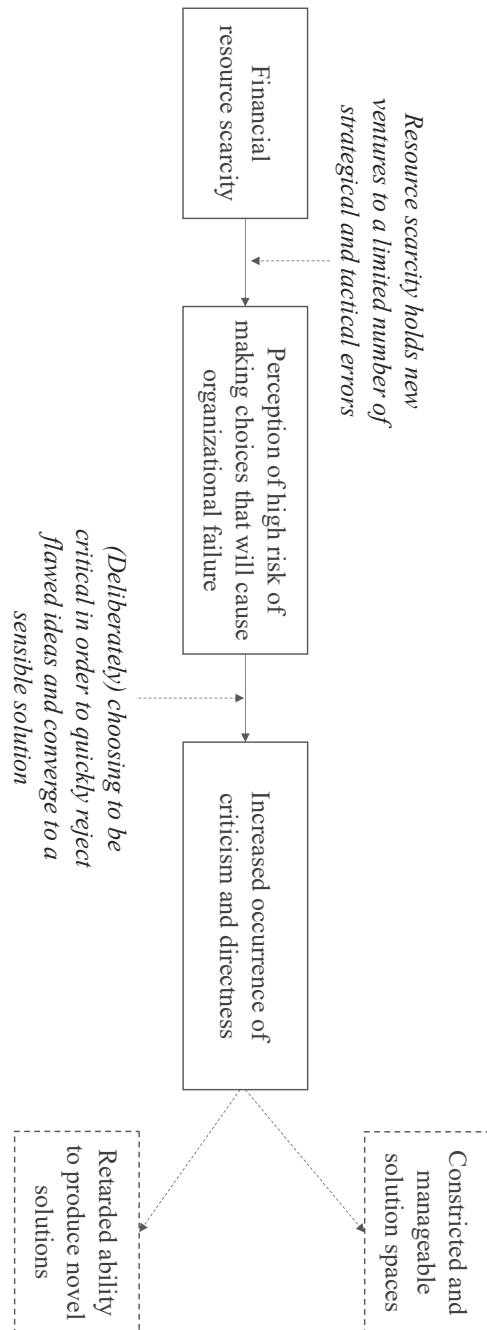 Resource scarcity holds new
ventures to a limited number of
strategical and tactical errors
Financial
resource scarcity
Perception of high risk of
making choices that will cause
organizational failure
(Deliberately) choosing to be
critical in order to quickly reject
flawed ideas and converge to a
sensible solution
Increased occurrence of
criticism and directness
Constricted and
manageable
solution spaces
Retarded ability
to produce novel
solutions